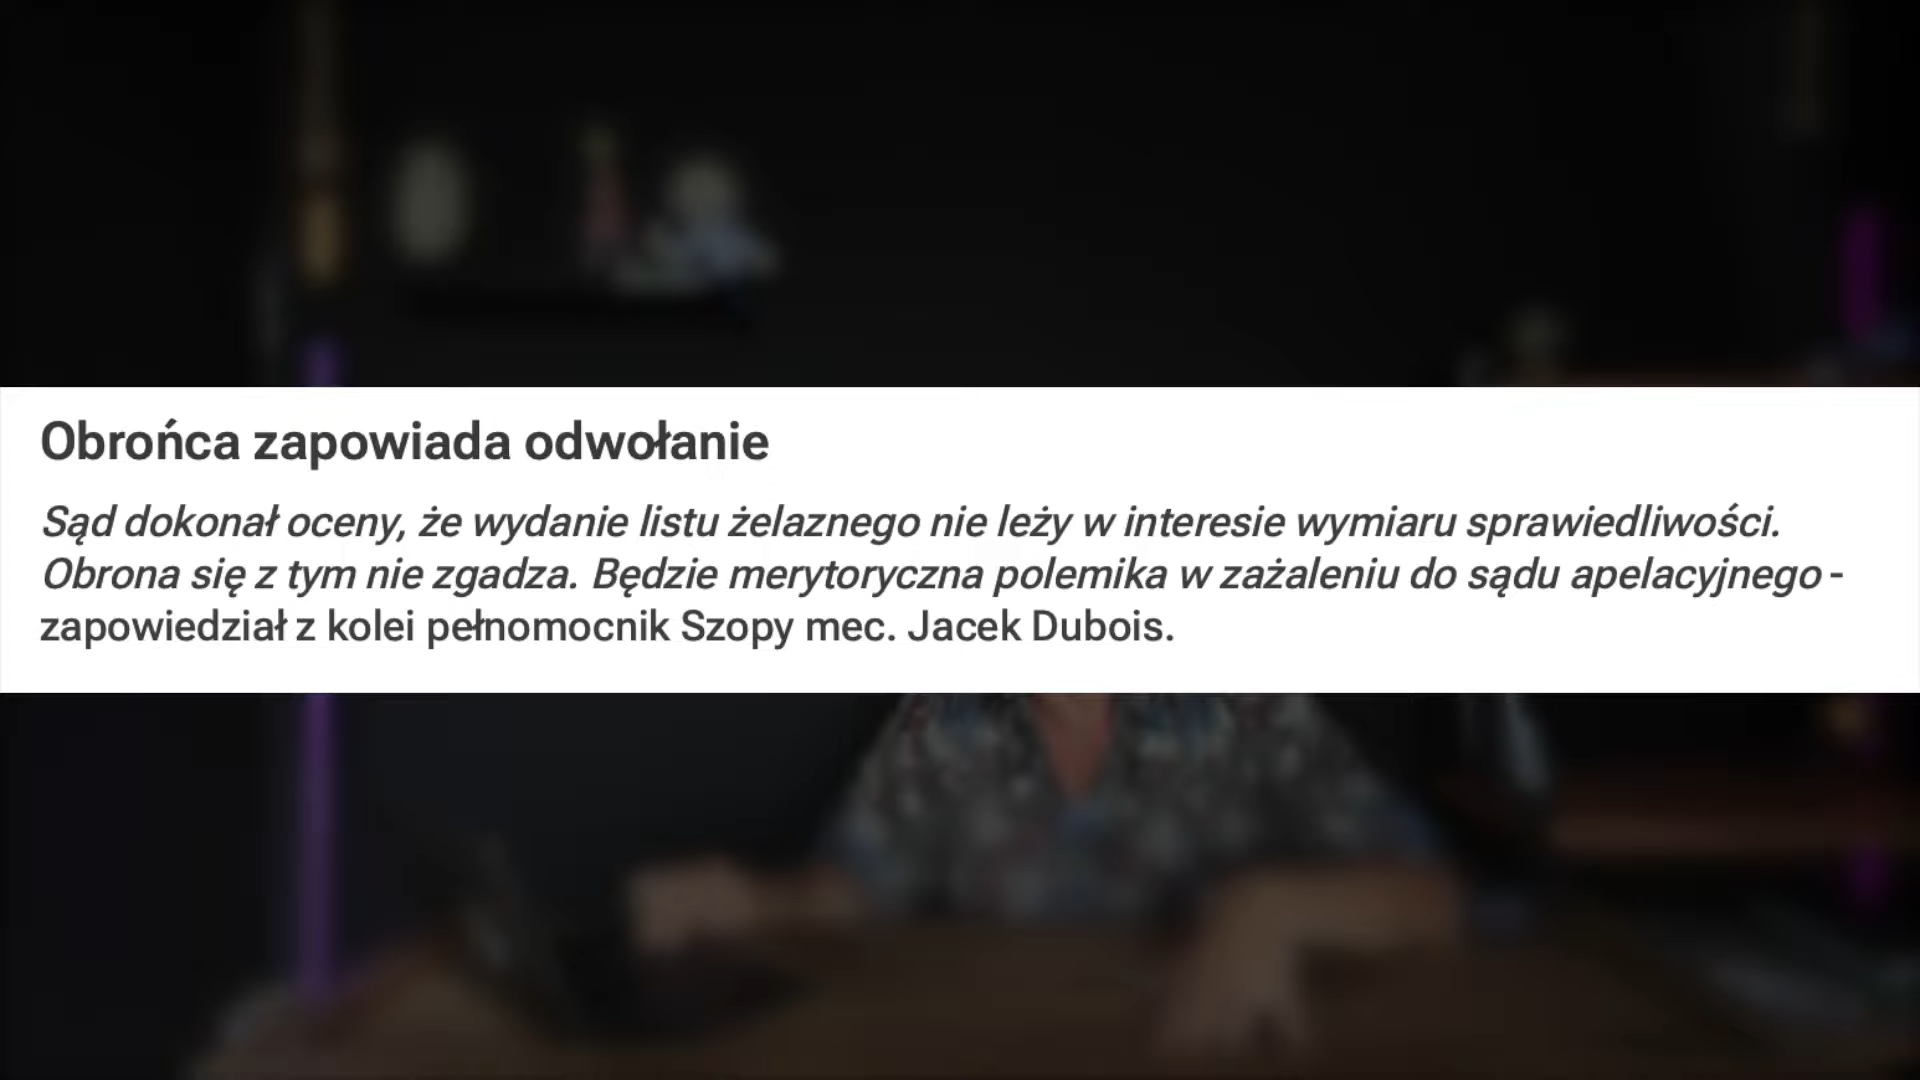 Obrońca zapowiada odwołanie
Sąd dokonał oceny, że wydanie listu żelaznego nie leży w interesie wymiaru sprawiedliwości.
Obrona się z tym nie zgadza. Będzie merytoryczna polemika w zażaleniu do sądu apelacyjnego -
zapowiedział z kolei pełnomocnik Szopy mec. Jacek Dubois.